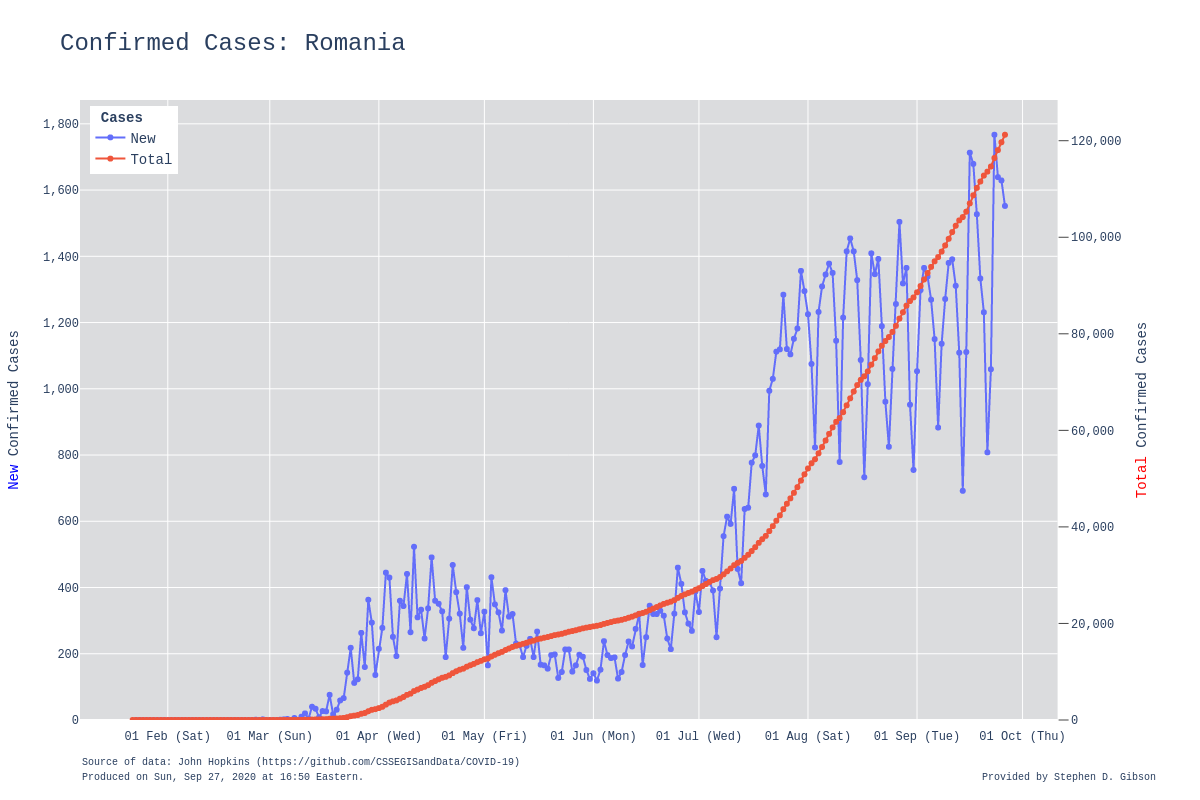 Confirmed Cases: Romania
Cases
New
Total
1,800
1,600
1,400
1,200
1,000
800
600
400
200
0
120,000
100,000
80,000
60,000
40,000
20,000
0
New Confirmed Cases
Total Confirmed Cases
01 Feb (Sat) 01 Mar (Sun) 01 Apr (Wed) 01 May (Fri) 01 Jun (Mon) 01 Jul (Wed) 01 Aug (Sat) 01 Sep (Tue) 01 Oct (Thu)
Source of data: John Hopkins (https://github.com/CSSEGISandData/COVID-19)
Produced on Sun, Sep 27, 2020 at 16:50 Eastern.
Provided by Stephen D. Gibson